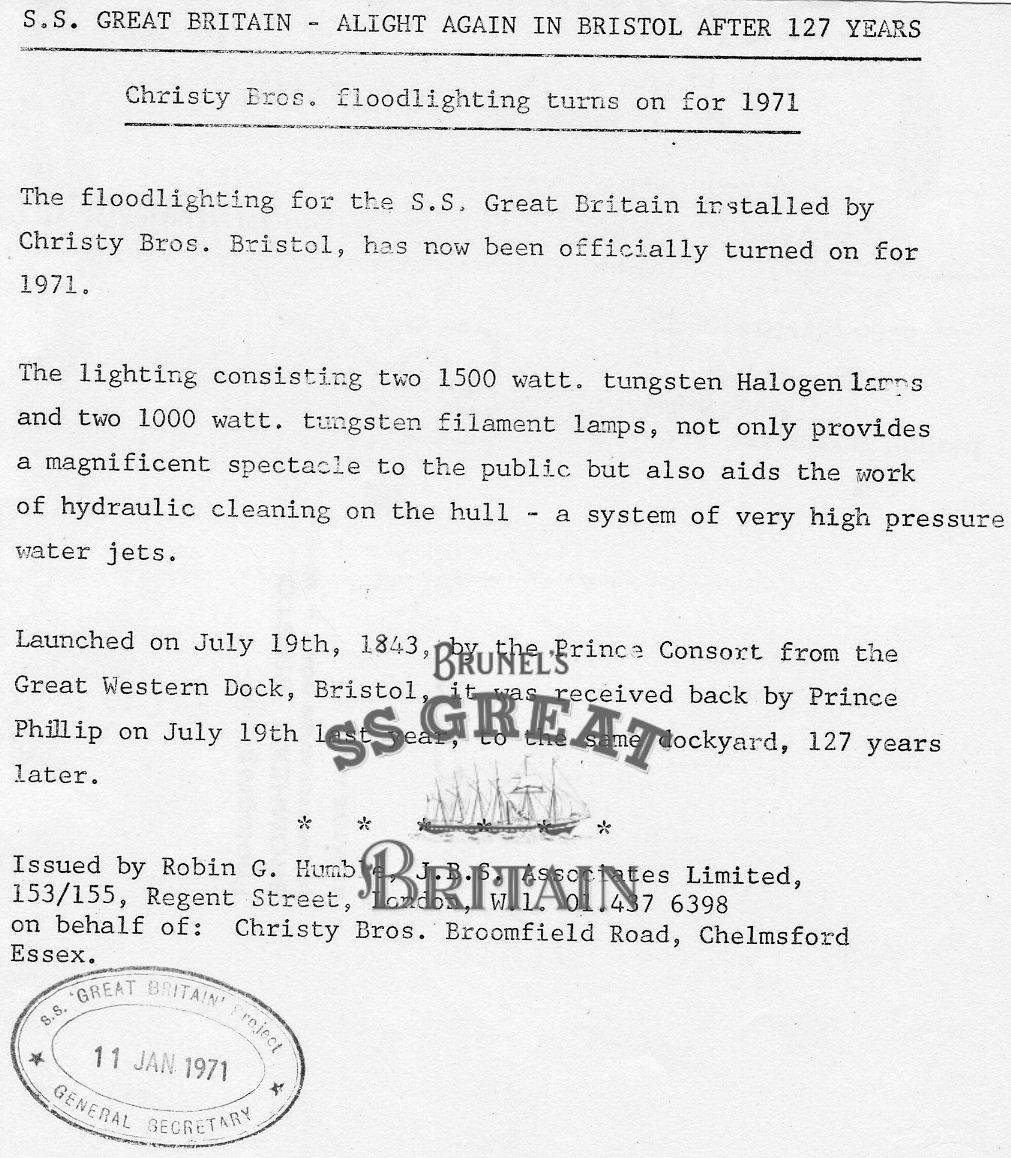 S.S. GREAT BRITAIN - ALIGHT AGAIN IN BRISTOL AFTER 127 YEARS
Christy Bros. floodlighting turns on for 1971
The floodlighting for the S.S. Great Britain installed by
Christy Bros. Bristol, has now been officially turned on for
1971.
The lighting consisting two 1500 watt. tungsten Halogen lamps
and two 1000 watt. tungsten filament lamps, not only provides
a magnificent spectacle to the public but also aids the work
of hydraulic cleaning on the hull - a system of very high pressure
water jets.
Launched on July 19th, 1843, by the Prince Consort from the
Great Western Dock, Bristol, it was received back by Prince
Phillip on July 19th last year, to the same dockyard, 127 years
later.
* * * * * *
Issued by Robin G. Humble, J.B.S. Associates Limited,
153/155, Regent Street, London, W.1. 01.437 6398
on behalf of: Christy Bros. Broomfield Road, Chelmsford
Essex.
BRUNEL'S
SS GREAT
BRITAIN
S.S. 'GREAT BRITAIN' Project
11 JAN 1971
GENERAL SECRETARY